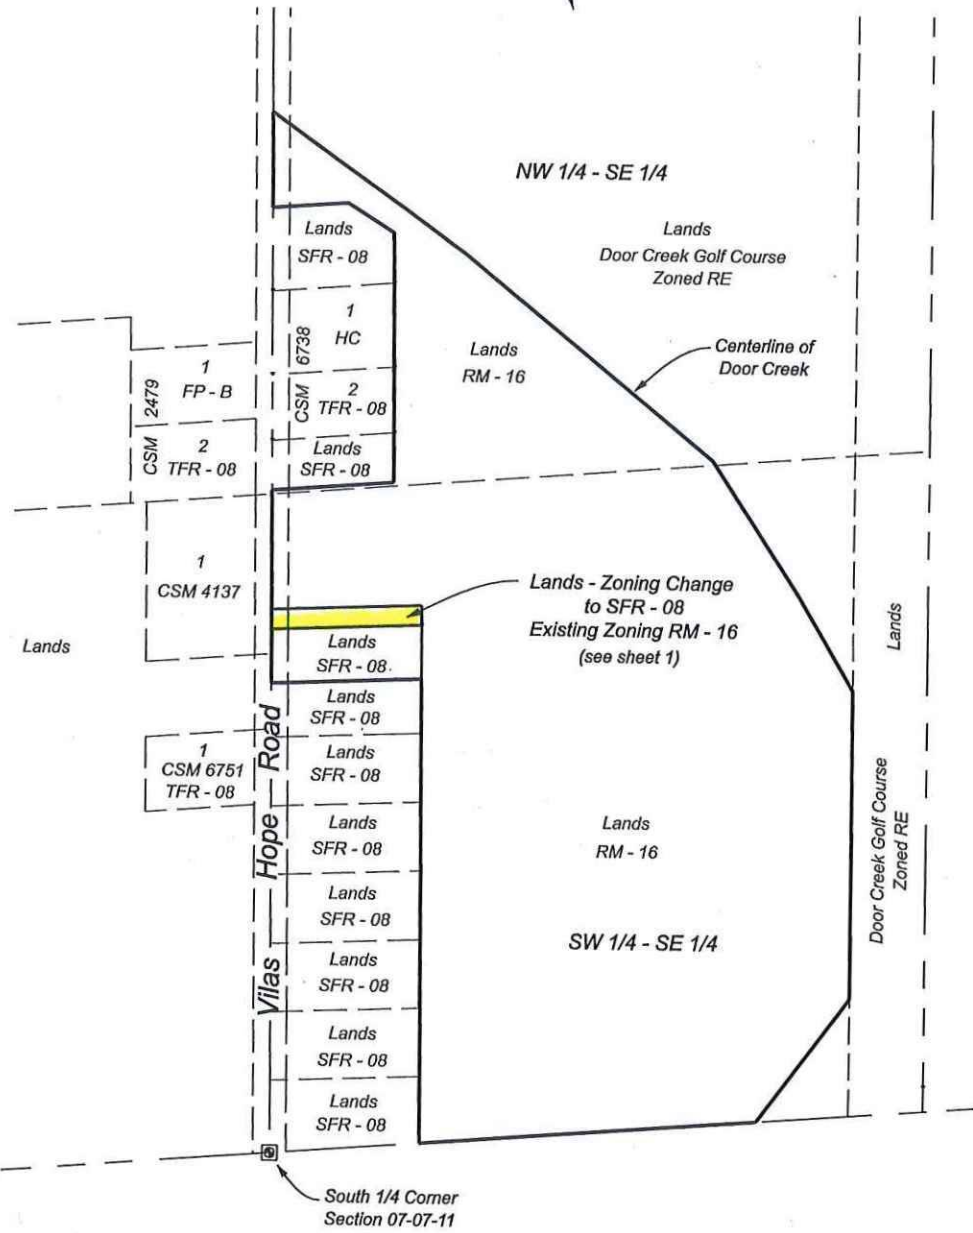 NW 1/4 - SE 1/4
Lands
SFR - 08
Lands
Door Creek Golf Course
Zoned RE
1
HC
CSM 6738
Lands
RM - 16
Centerline of
Door Creek
1
FP - B
CSM 2479
2
TFR - 08
2
TFR - 08
Lands
SFR - 08
1
CSM 4137
Lands - Zoning Change
to SFR - 08
Existing Zoning RM - 16
(see sheet 1)
Lands
Lands
Lands
SFR - 08
Lands
SFR - 08
Vilas Hope Road
1
CSM 6751
TFR - 08
Lands
SFR - 08
Lands
SFR - 08
Lands
RM - 16
Door Creek Golf Course
Zoned RE
Lands
SFR - 08
SW 1/4 - SE 1/4
Lands
SFR - 08
Lands
SFR - 08
Lands
SFR - 08
South 1/4 Corner
Section 07-07-11